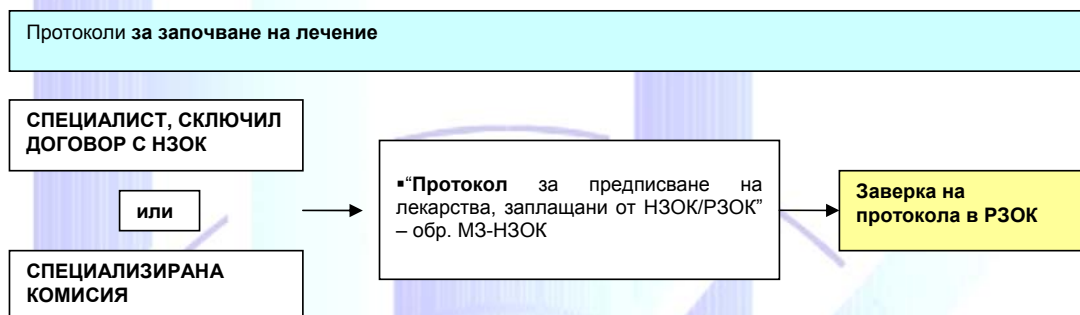 Протоколи за започване на лечение
СПЕЦИАЛИСТ, СКЛЮЧИЛ
ДОГОВОР С НЗОК
или
СПЕЦИАЛИЗИРАНА
КОМИСИЯ
▪“Протокол за предписване на
лекарства, заплащани от НЗОК/РЗОК”
– обр. МЗ-НЗОК
Заверка на
протокола в РЗОК